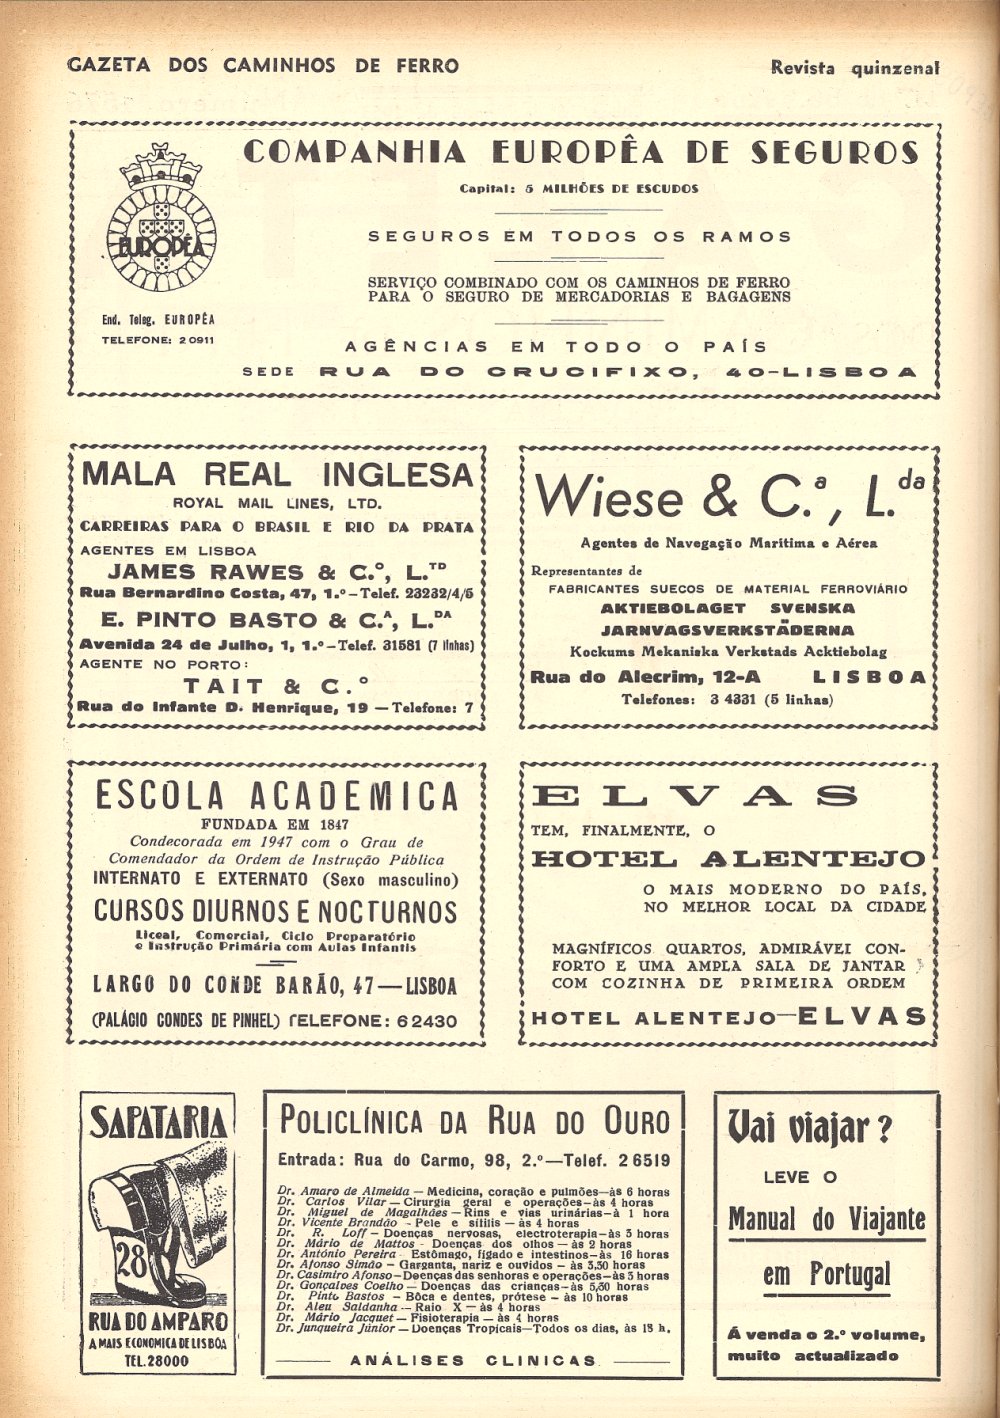 GAZETA DOS CAMINHOS DE FERRO
Revista quinzenal
EUROPÊA
End. Teleg. EUROPÊA
TELEFONE: 20911
COMPANHIA EUROPÊA DE SEGUROS
Capital: 5 MILHÕES DE ESCUDOS
SEGUROS EM TODOS OS RAMOS
SERVIÇO COMBINADO COM OS CAMINHOS DE FERRO
PARA O SEGURO DE MERCADORIAS E BAGAGENS
AGÊNCIAS EM TODO O PAÍS
SEDE RUA DO CRUCIFIXO, 40-LISBOA
MALA REAL INGLESA
ROYAL MAIL LINES, LTD.
CARREIRAS PARA O BRASIL E RIO DA PRATA
AGENTES EM LISBOA
JAMES RAWES & C.º, L.TD
Rua Bernardino Costa, 47, 1.º-Telef. 23232/4/5
E. PINTO BASTO & C.A, L.DA
Avenida 24 de Julho, 1, 1.º-Telef. 31581 (7 linhas)
AGENTE NO PORTO:
TAIT & C.º
Rua do Infante D. Henrique, 19 — Telefone: 7
Wiese & C.ª, L.da
Agentes de Navegação Marítima e Aérea
Representantes de
FABRICANTES SUECOS DE MATERIAL FERROVIÁRIO
AKTIEBOLAGET SVENSKA
JARNVAGSVERKSTÄDERNA
Kockums Mekaniska Verkstads Acktiebolag
Rua do Alecrim, 12-A LISBOA
Telefones: 3 4331 (5 linhas)
ESCOLA ACADEMICA
FUNDADA EM 1847
Condecorada em 1947 com o Grau de
Comendador da Ordem de Instrução Pública
INTERNATO E EXTERNATO (Sexo masculino)
CURSOS DIURNOS E NOCTURNOS
Liceal, Comercial, Ciclo Preparatório
e Instrução Primária com Aulas Infantis
LARGO DO CONDE BARÃO, 47—LISBOA
(PALÁCIO CONDES DE PINHEL) TELEFONE: 62430
ELVAS
TEM, FINALMENTE, O
HOTEL ALENTEJO
O MAIS MODERNO DO PAÍS,
NO MELHOR LOCAL DA CIDADE
MAGNÍFICOS QUARTOS, ADMIRÁVEI CON-
FORTO E UMA AMPLA SALA DE JANTAR
COM COZINHA DE PRIMEIRA ORDEM
HOTEL ALENTEJO—ELVAS
SAPATARIA
28
RUA DO AMPARO
A MAIS ECONOMICA DE LISBOA
TEL. 28000
POLICLÍNICA DA RUA DO OURO
Entrada: Rua do Carmo, 98, 2.º—Telef. 26519
Dr. Amaro de Almeida — Medicina, coração e pulmões—às 6 horas
Dr. Carlos Vilar — Cirurgia geral e operações—às 4 horas
Dr. Miguel de Magalhães — Rins e vias urinárias—à 1 hora
Dr. Vicente Brandão - Pele e sífilis — às 4 horas
Dr. R. Loff — Doenças nervosas, electroterapia—às 3 horas
Dr. Mário de Mattos - Doenças dos olhos — às 2 horas
Dr. António Pereira - Estômago, fígado e intestinos—às 16 horas
Dr. Afonso Simão — Garganta, nariz e ouvidos — às 3,30 horas
Dr. Casimiro Afonso—Doenças das senhoras e operações—às 3 horas
Dr. Gonçalves Coelho — Doenças das crianças—às 5,30 horas
Dr. Pinto Bastos — Bôca e dentes, prótese — às 10 horas
Dr. Aleu Saldanha — Raio X — às 4 horas
Dr. Mário Jacquet — Fisioterapia — às 4 horas
Dr. Junqueira Júnior — Doenças Tropicais—Todos os dias, às 18 h.
ANÁLISES CLINICAS
Vai viajar?
LEVE O
Manual do Viajante
em Portugal
Á venda o 2.º volume,
muito actualizado